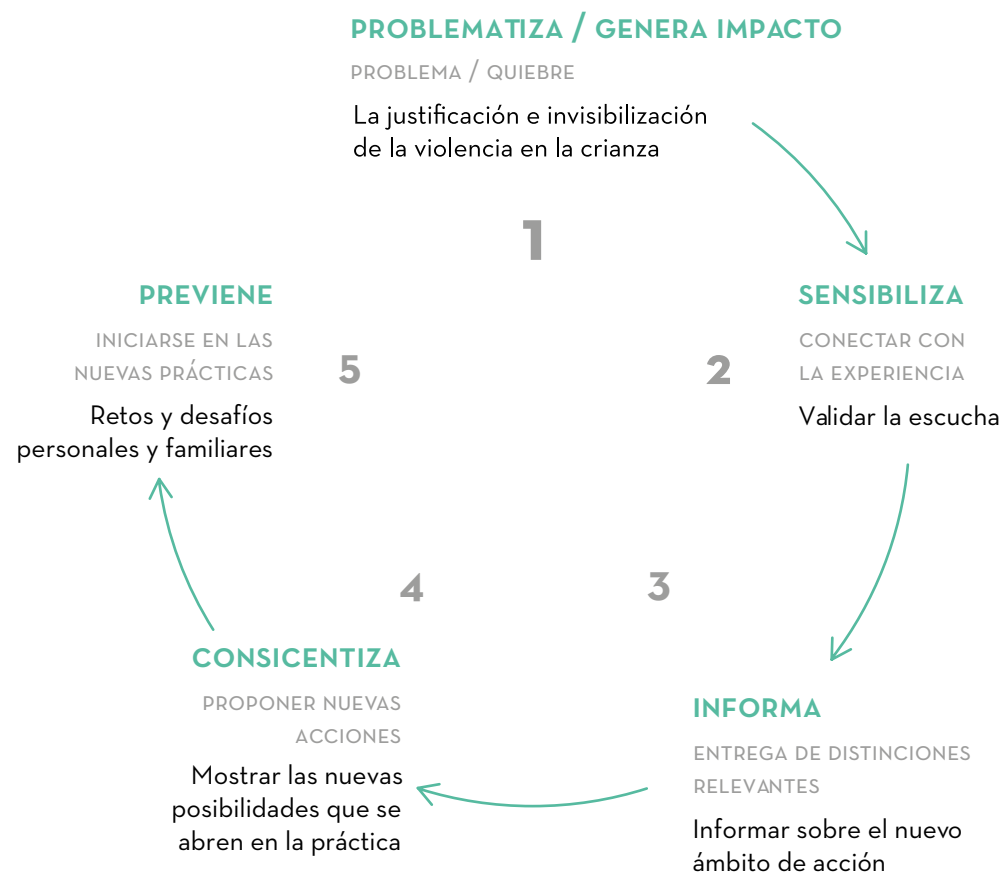 PROBLEMATIZA / GENERA IMPACTO
PROBLEMA / QUIEBRE
La justificación e invisibilización
de la violencia en la crianza
1
SENSIBILIZA
CONECTAR CON
LA EXPERIENCIA
Validar la escucha
2
INFORMA
ENTREGA DE DISTINCIONES
RELEVANTES
Informar sobre el nuevo
ámbito de acción
3
CONSICENTIZA
PROPONER NUEVAS
ACCIONES
Mostrar las nuevas
posibilidades que se
abren en la práctica
4
PREVIENE
INICIARSE EN LAS
NUEVAS PRÁCTICAS
Retos y desafíos
personales y familiares
5